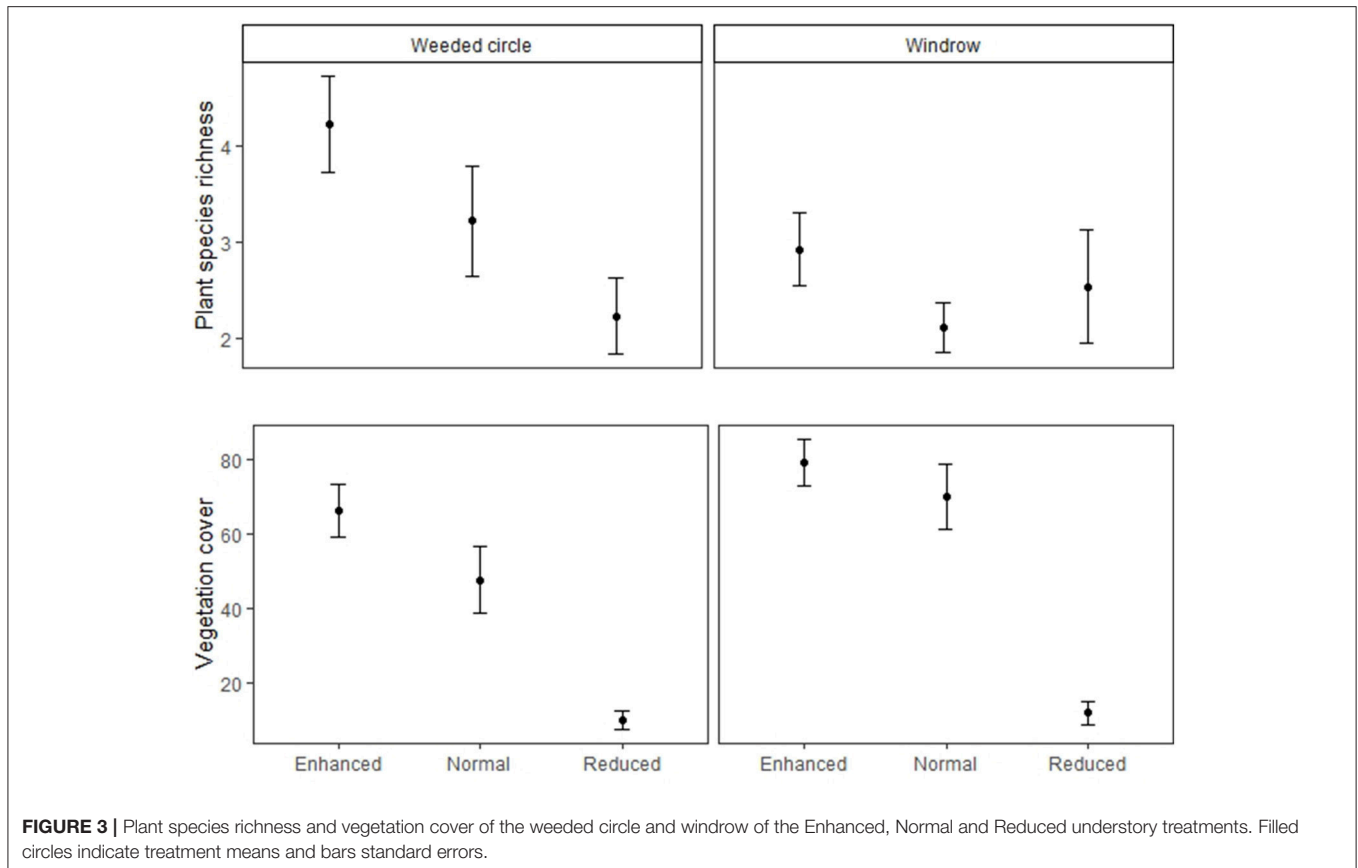 Weeded circle
Windrow
Plant species richness
4
3
2
Vegetation cover
80
60
40
20
Enhanced
Normal
Reduced
Enhanced
Normal
Reduced
FIGURE 3 | Plant species richness and vegetation cover of the weeded circle and windrow of the Enhanced, Normal and Reduced understory treatments. Filled
circles indicate treatment means and bars standard errors.